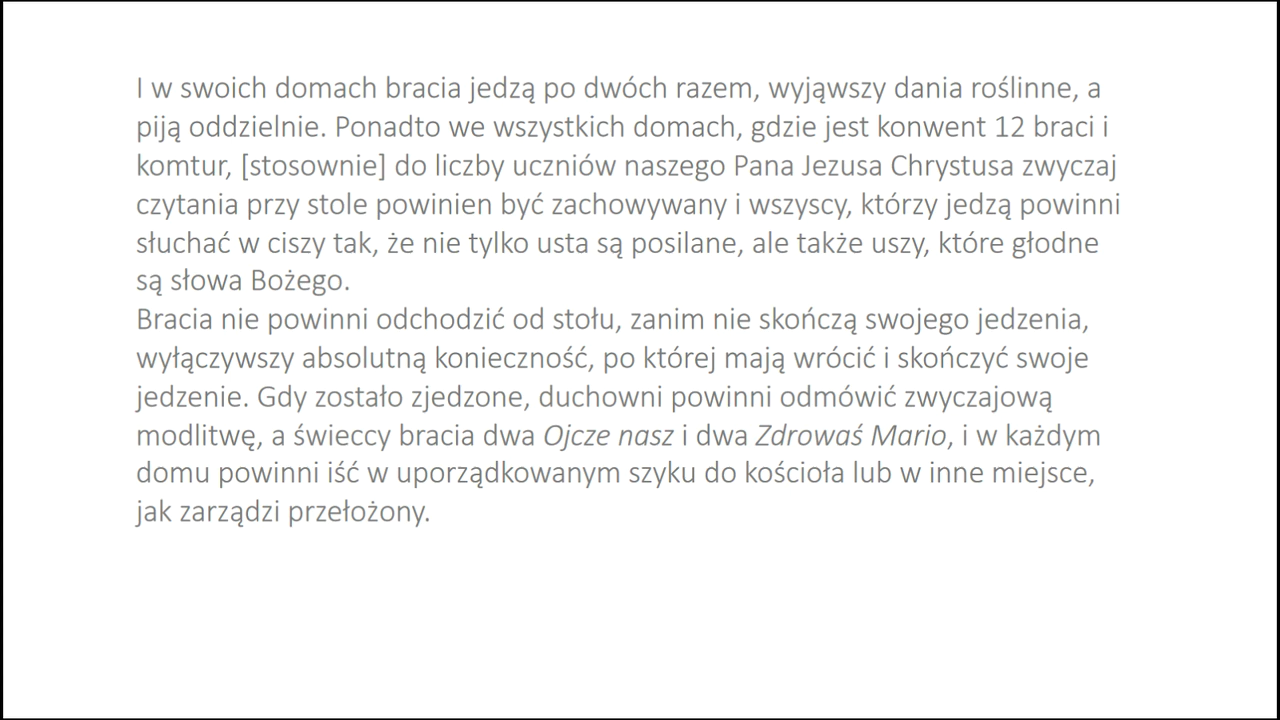 I w swoich domach bracia jedzą po dwóch razem, wyjąwszy dania roślinne, a
piją oddzielnie. Ponadto we wszystkich domach, gdzie jest konwent 12 braci i
komtur, [stosownie] do liczby uczniów naszego Pana Jezusa Chrystusa zwyczaj
czytania przy stole powinien być zachowywany i wszyscy, którzy jedzą powinni
słuchać w ciszy tak, że nie tylko usta są posilane, ale także uszy, które głodne
są słowa Bożego.
Bracia nie powinni odchodzić od stołu, zanim nie skończą swojego jedzenia,
wyłączywszy absolutną konieczność, po której mają wrócić i skończyć swoje
jedzenie. Gdy zostało zjedzone, duchowni powinni odmówić zwyczajową
modlitwę, a świeccy bracia dwa Ojcze nasz i dwa Zdrowaś Mario, i w każdym
domu powinni iść w uporządkowanym szyku do kościoła lub w inne miejsce,
jak zarządzi przełożony.